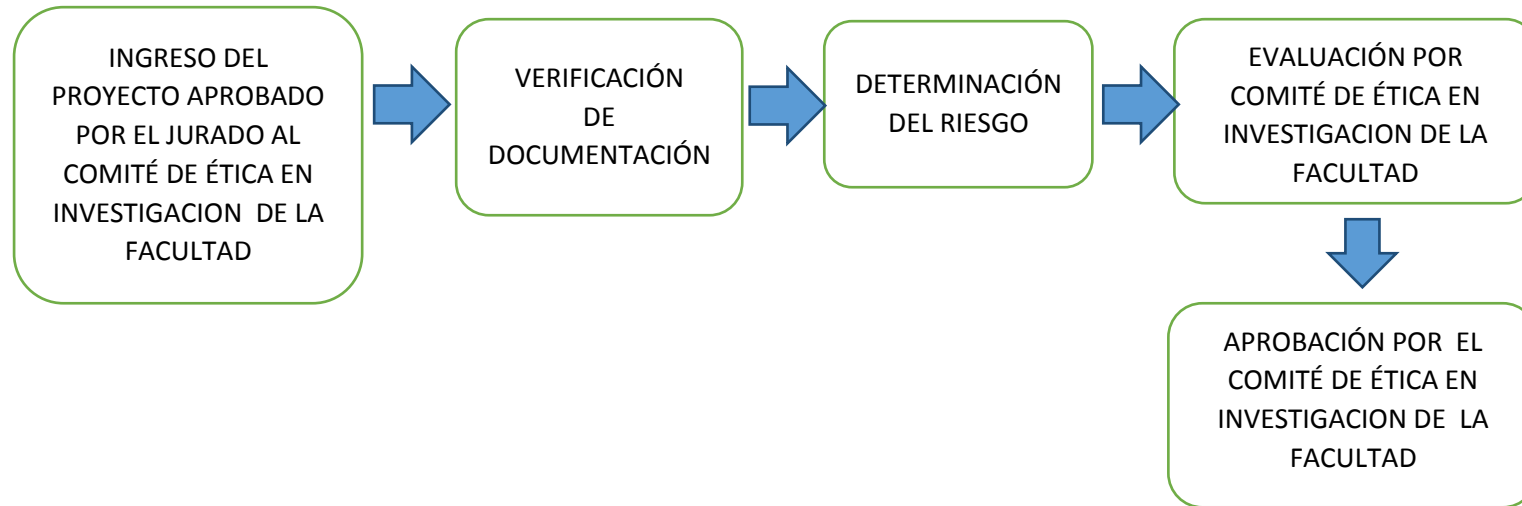 INGRESO DEL
PROYECTO APROBADO
POR EL JURADO AL
COMITÉ DE ÉTICA EN
INVESTIGACION DE LA
FACULTAD
VERIFICACIÓN
DE
DOCUMENTACIÓN
DETERMINACIÓN
DEL RIESGO
EVALUACIÓN POR
COMITÉ DE ÉTICA EN
INVESTIGACION DE LA
FACULTAD
APROBACIÓN POR EL
COMITÉ DE ÉTICA EN
INVESTIGACION DE LA
FACULTAD